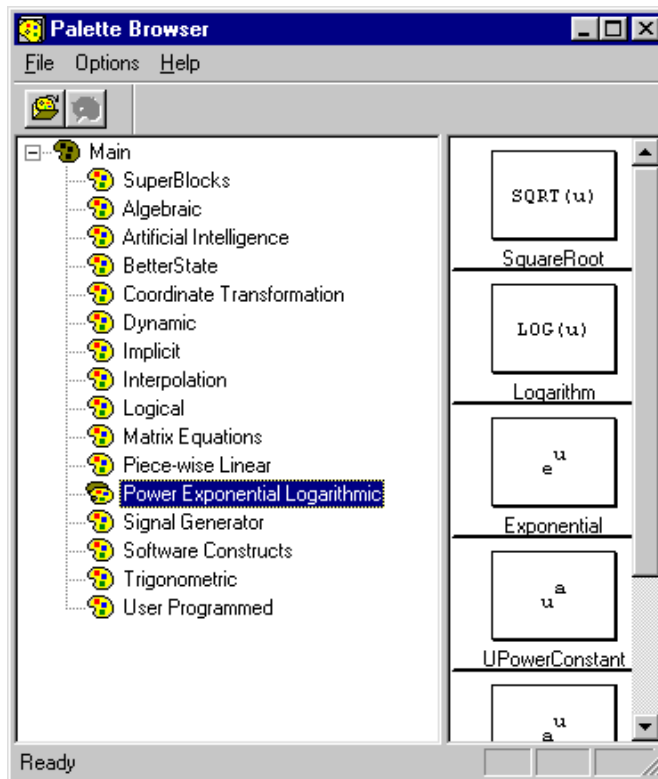 Palette Browser
File Options Help
Main
SuperBlocks
Algebraic
Artificial Intelligence
BetterState
Coordinate Transformation
Dynamic
Implicit
Interpolation
Logical
Matrix Equations
Piece-wise Linear
Power Exponential Logarithmic
Signal Generator
Software Constructs
Trigonometric
User Programmed
SQRT(u)
SquareRoot
LOG(u)
Logarithm
e^u
Exponential
u^a
UPowerConstant
a^u
Ready